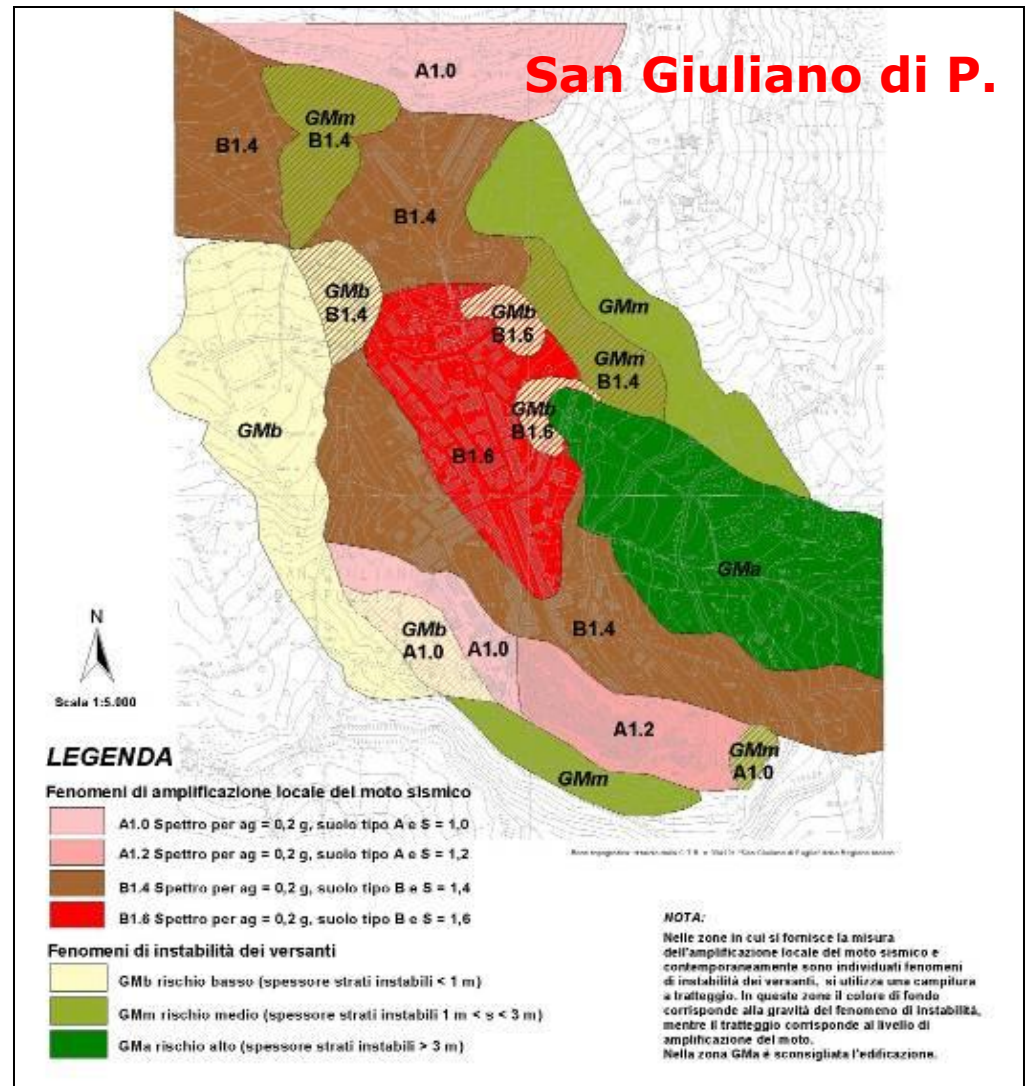 San Giuliano di P.
A1.0
GMm
B1.4
B1.4
B1.4
GMb
B1.4
GMb
B1.6
GMm
GMm
B1.4
GMb
B1.6
GMb
B1.6
GMa
GMb
A1.0
A1.0
B1.4
A1.2
GMm
A1.0
GMm
N
Scala 1:5.000
LEGENDA
Fenomeni di amplificazione locale del moto sismico
A1.0 Spettro per ag = 0,2 g, suolo tipo A e S = 1,0
A1.2 Spettro per ag = 0,2 g, suolo tipo A e S = 1,2
B1.4 Spettro per ag = 0,2 g, suolo tipo B e S = 1,4
B1.6 Spettro per ag = 0,2 g, suolo tipo B e S = 1,6
Fenomeni di instabilità dei versanti
GMb rischio basso (spessore strati instabili < 1 m)
GMm rischio medio (spessore strati instabili 1 m < s < 3 m)
GMa rischio alto (spessore strati instabili > 3 m)
NOTA:
Nelle zone in cui si fornisce la misura
dell'amplificazione locale del moto sismico e
contemporaneamente sono individuati fenomeni
di instabilità dei versanti, si utilizza una campitura
a tratteggio. In queste zone il colore di fondo
corrisponde alla gravità del fenomeno di instabilità,
mentre il tratteggio corrisponde al livello di
amplificazione del moto.
Nella zona GMa é sconsigliata l'edificazione.